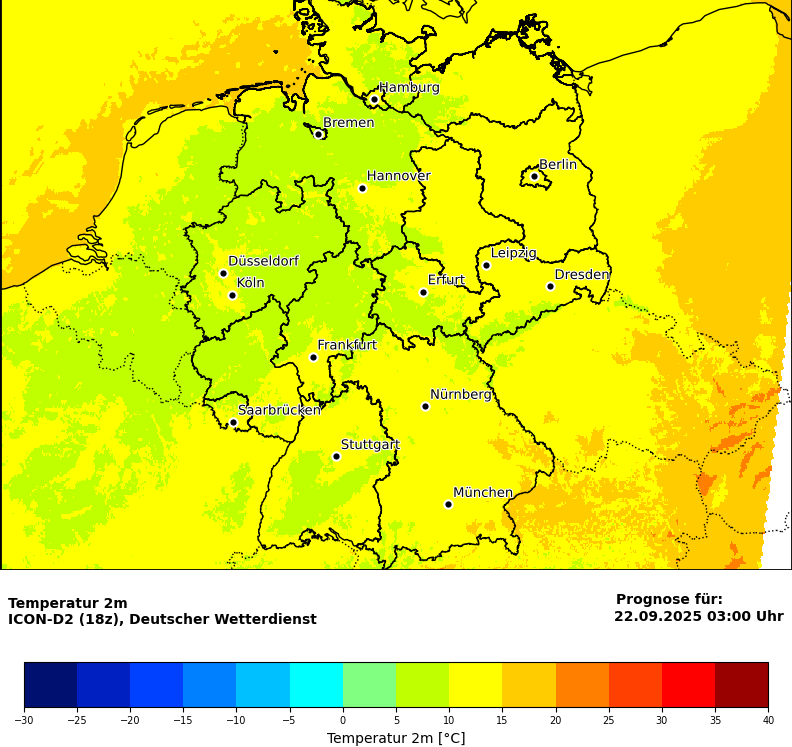 Hamburg
Bremen
Berlin
Hannover
Leipzig
Düsseldorf
Dresden
Köln
Erfurt
Frankfurt
Nürnberg
Saarbrücken
Stuttgart
München
Temperatur 2m
ICON-D2 (18z), Deutscher Wetterdienst
Prognose für:
22.09.2025 03:00 Uhr
−30 −25 −20 −15 −10 −5 0 5 10 15 20 25 30 35 40
Temperatur 2m [°C]